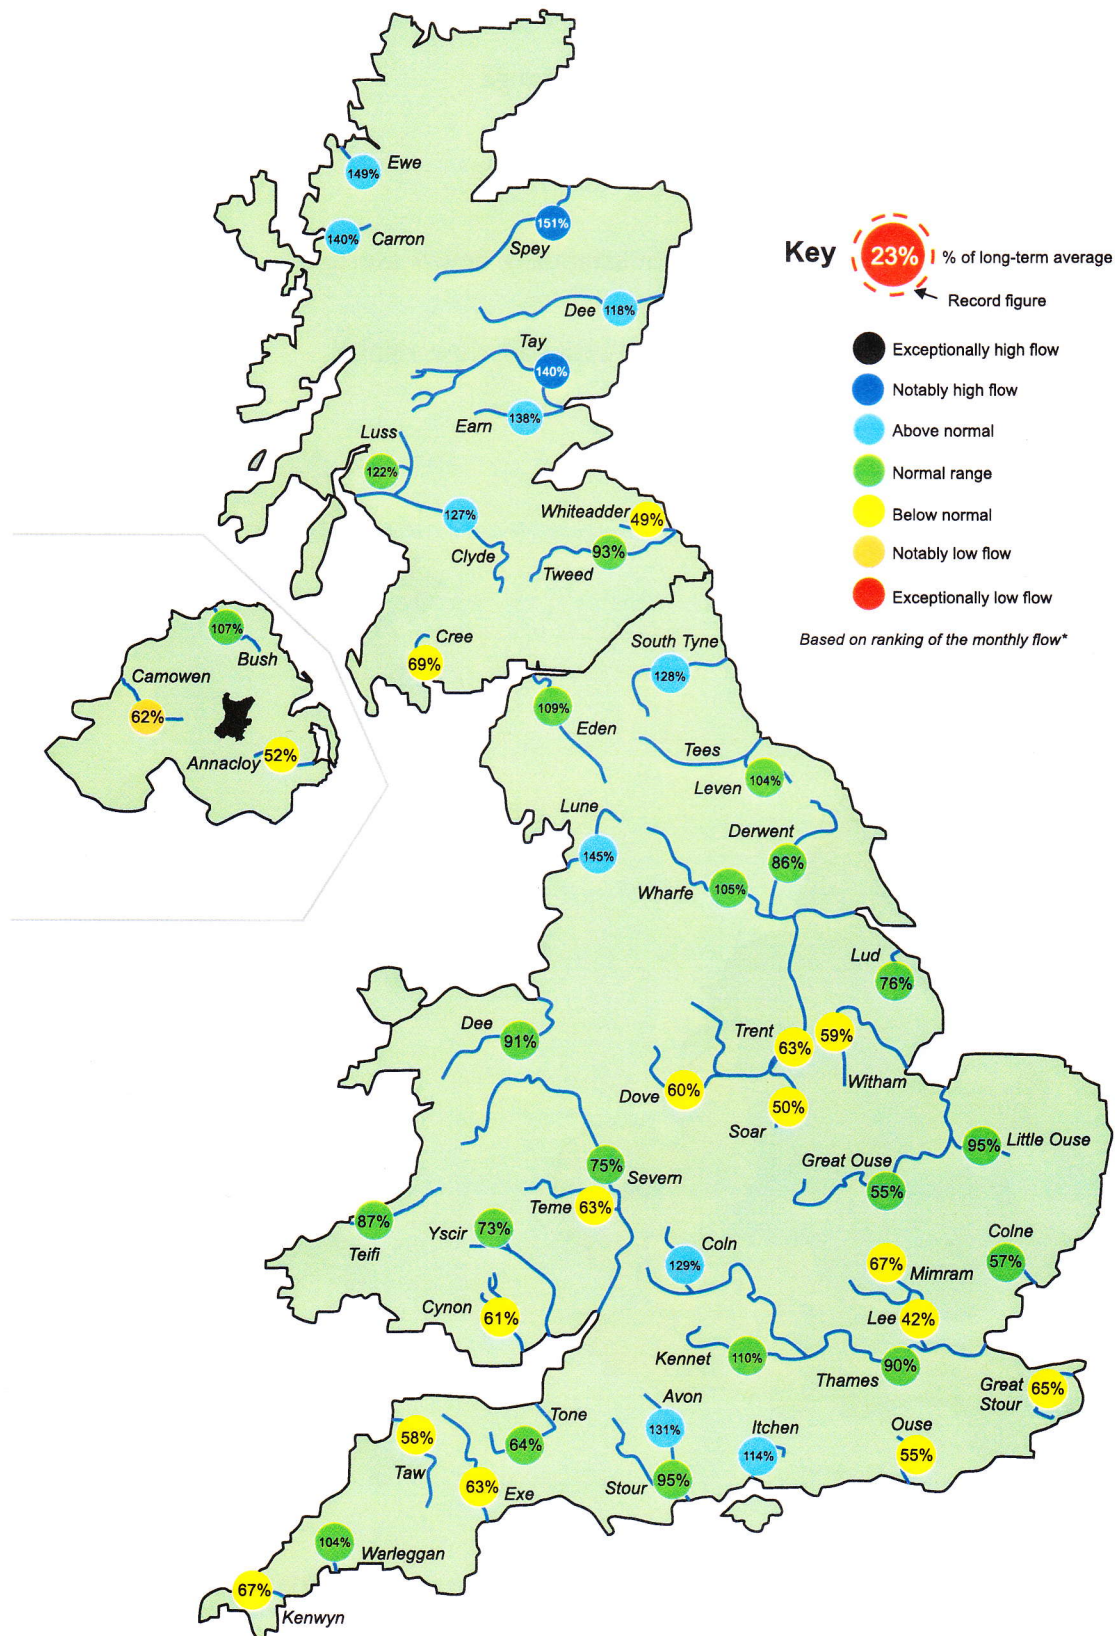 Ewe
149%
140%
Carron
151%
Spey
Key
23%
% of long-term average
Record figure
Dee
118%
Tay
140%
Earn
138%
Exceptionally high flow
Notably high flow
Above normal
Normal range
Below normal
Notably low flow
Exceptionally low flow
Based on ranking of the monthly flow*
Luss
122%
127%
Clyde
Whiteadder
49%
93%
Tweed
Cree
69%
107%
Bush
Camowen
62%
Annacloy
52%
South Tyne
128%
109%
Eden
Tees
Leven
104%
Lune
145%
Derwent
86%
Wharfe
105%
Lud
76%
Dee
91%
Trent
63%
59%
Witham
Dove
60%
50%
Soar
95%
Little Ouse
Great Ouse
55%
75%
Severn
Teme
63%
87%
Teifi
Yscir
73%
Coln
129%
Colne
57%
67%
Mimram
Cynon
61%
Lee
42%
Kennet
110%
Thames
90%
Great
Stour
65%
Tone
64%
Avon
131%
Itchen
114%
Ouse
55%
58%
Taw
63%
Exe
Stour
95%
104%
Warleggan
67%
Kenwyn